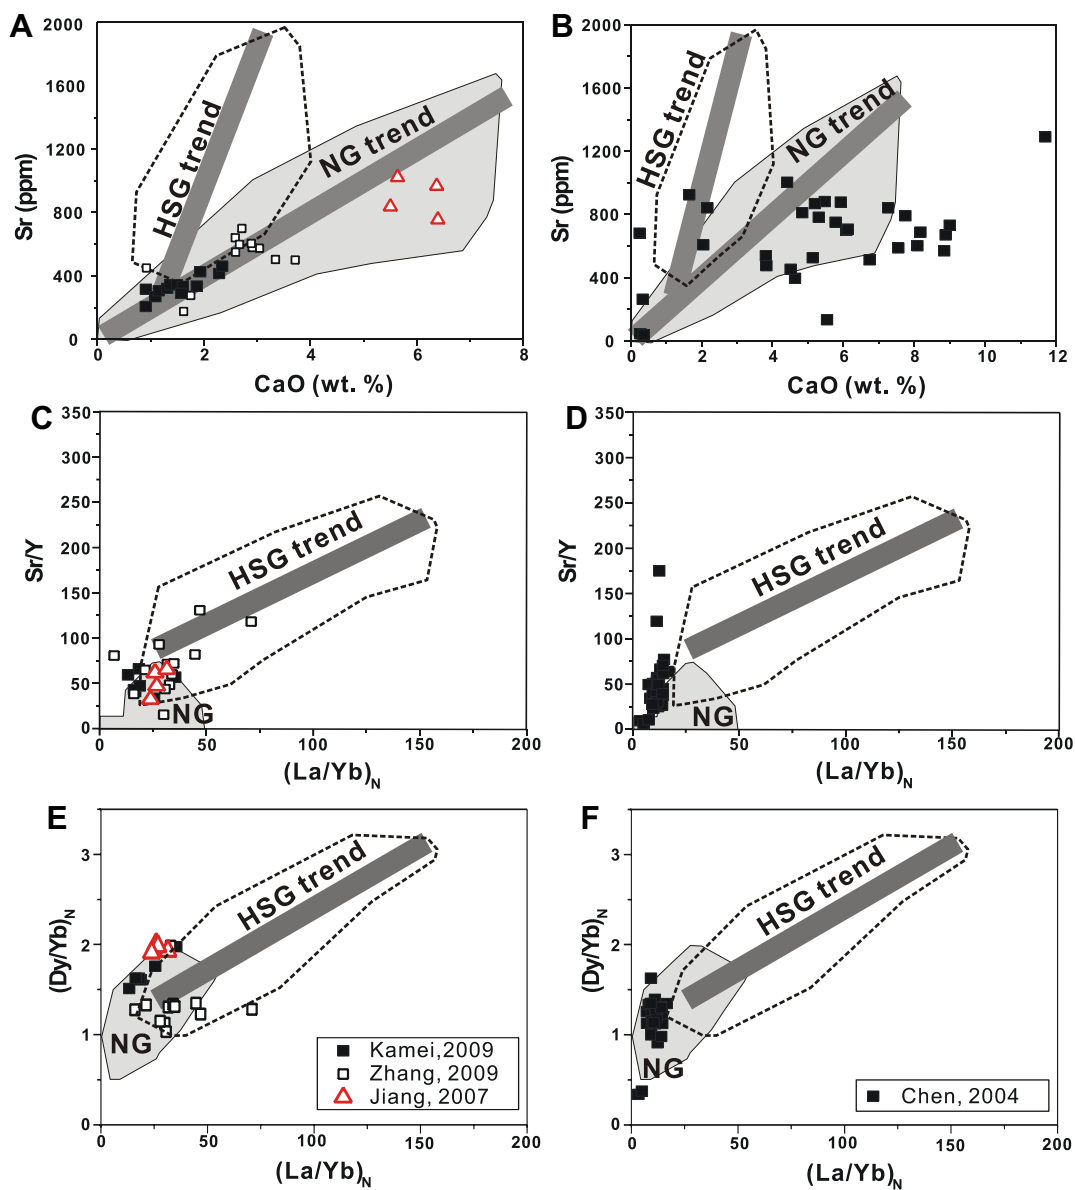 A
2000
1600
1200
800
400
0
Sr (ppm)
HSG trend
NG trend
0
2
4
6
8
CaO (wt. %)
B
2000
1600
1200
800
400
0
Sr (ppm)
HSG trend
NG trend
0
2
4
6
8
10
12
CaO (wt. %)
C
350
300
250
200
150
100
50
0
Sr/Y
HSG trend
NG
0
50
100
150
200
(La/Yb)N
D
350
300
250
200
150
100
50
0
Sr/Y
HSG trend
NG
0
50
100
150
200
(La/Yb)N
E
3
2
1
0
(Dy/Yb)N
HSG trend
NG
Kamei,2009
Zhang, 2009
Jiang, 2007
0
50
100
150
200
(La/Yb)N
F
3
2
1
0
(Dy/Yb)N
HSG trend
NG
Chen, 2004
0
50
100
150
200
(La/Yb)N